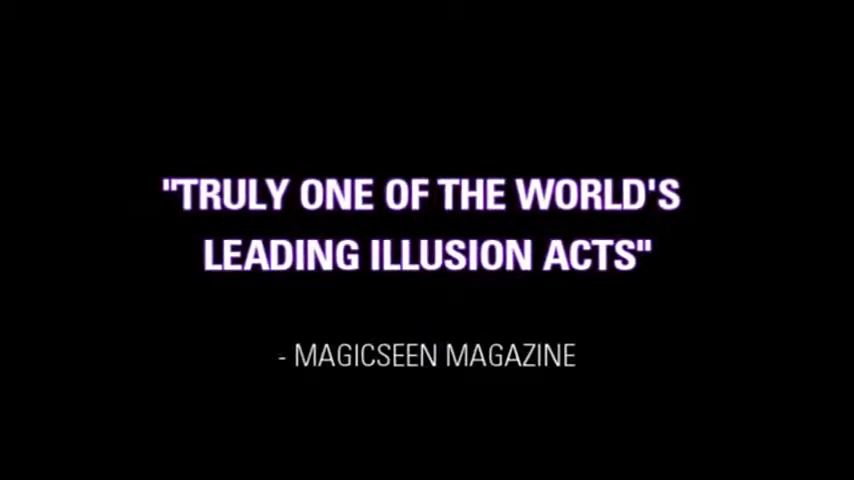 "TRULY ONE OF THE WORLD'S
LEADING ILLUSION ACTS"
- MAGICSEEN MAGAZINE